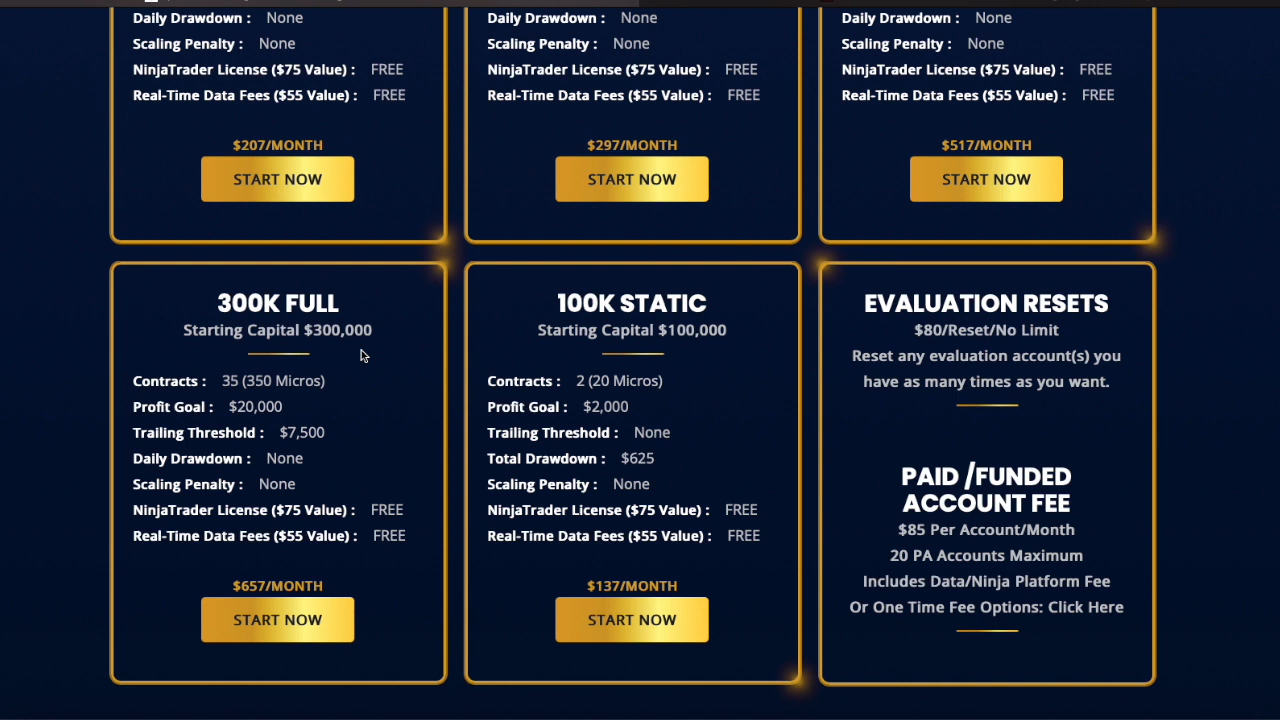 Daily Drawdown : None
Scaling Penalty : None
NinjaTrader License ($75 Value) : FREE
Real-Time Data Fees ($55 Value) : FREE
$207/MONTH
START NOW
Daily Drawdown : None
Scaling Penalty : None
NinjaTrader License ($75 Value) : FREE
Real-Time Data Fees ($55 Value) : FREE
$297/MONTH
START NOW
Daily Drawdown : None
Scaling Penalty : None
NinjaTrader License ($75 Value) : FREE
Real-Time Data Fees ($55 Value) : FREE
$517/MONTH
START NOW
300K FULL
Starting Capital $300,000
Contracts : 35 (350 Micros)
Profit Goal : $20,000
Trailing Threshold : $7,500
Daily Drawdown : None
Scaling Penalty : None
NinjaTrader License ($75 Value) : FREE
Real-Time Data Fees ($55 Value) : FREE
$657/MONTH
START NOW
100K STATIC
Starting Capital $100,000
Contracts : 2 (20 Micros)
Profit Goal : $2,000
Trailing Threshold : None
Total Drawdown : $625
Scaling Penalty : None
NinjaTrader License ($75 Value) : FREE
Real-Time Data Fees ($55 Value) : FREE
$137/MONTH
START NOW
EVALUATION RESETS
$80/Reset/No Limit
Reset any evaluation account(s) you
have as many times as you want.
PAID /FUNDED
ACCOUNT FEE
$85 Per Account/Month
20 PA Accounts Maximum
Includes Data/Ninja Platform Fee
Or One Time Fee Options: Click Here